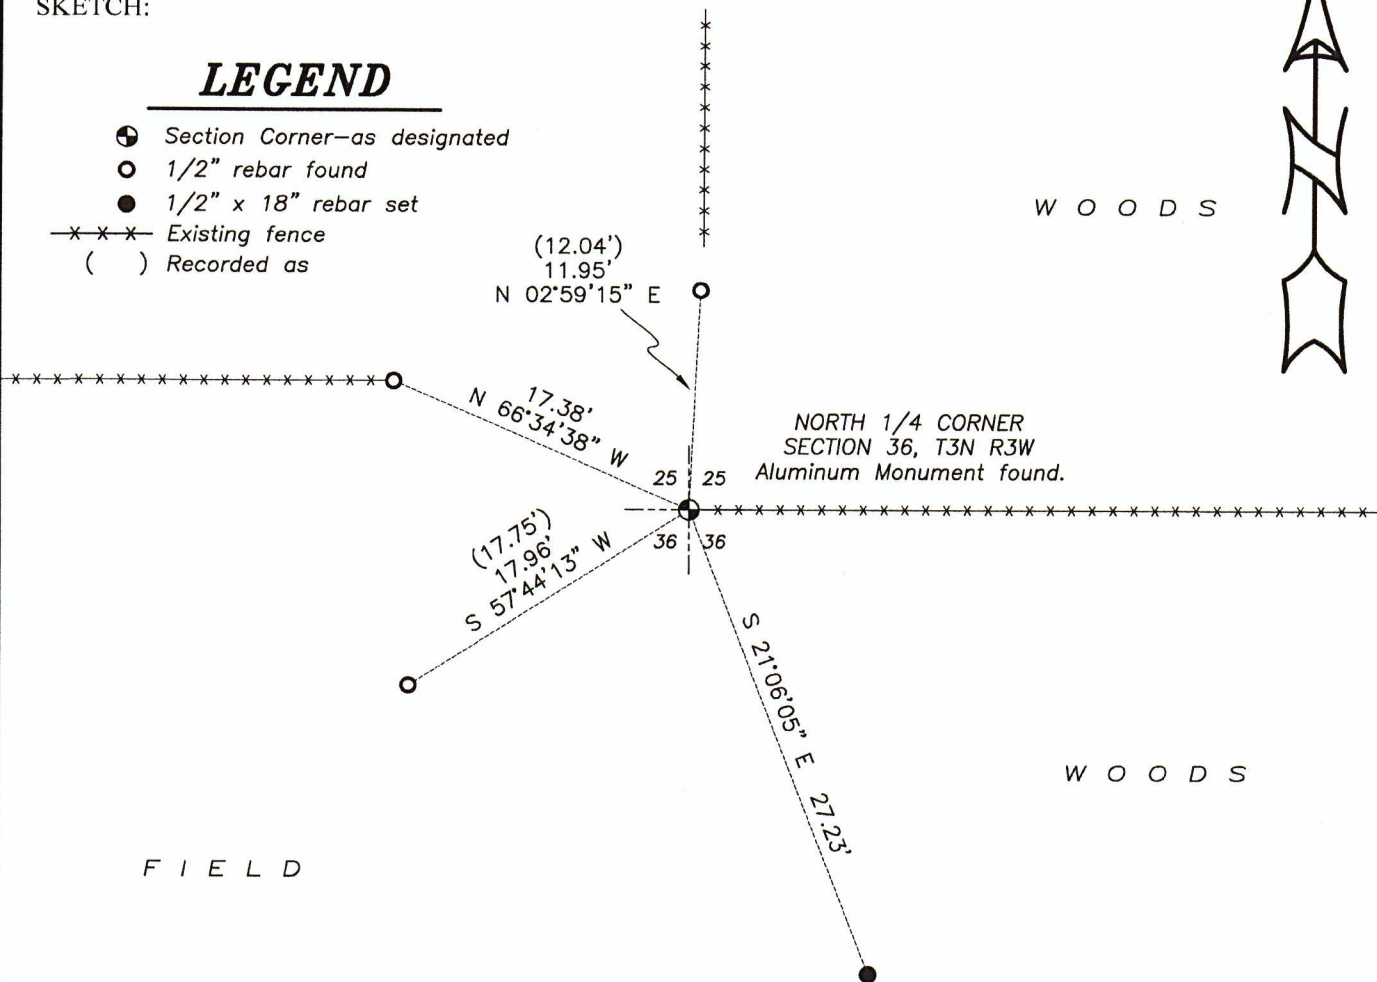 SKETCH:
LEGEND
Section Corner-as designated
1/2" rebar found
1/2" x 18" rebar set
x x x Existing fence
( ) Recorded as
W O O D S
N
(12.04')
11.95'
N 02°59'15" E
17.38'
N 66°34'38" W
NORTH 1/4 CORNER
SECTION 36, T3N R3W
Aluminum Monument found.
25 25
36 36
(17.75')
17.96'
S 57°44'13" W
S 21°06'05" E 27.23'
W O O D S
F I E L D